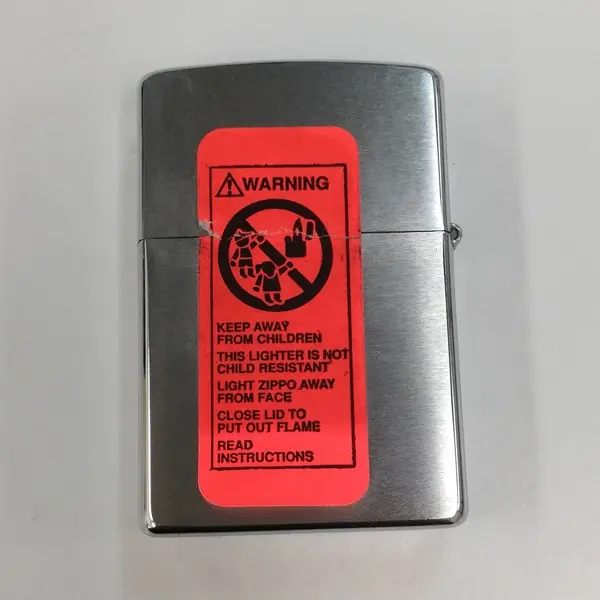 WARNING
KEEP AWAY
FROM CHILDREN
THIS LIGHTER IS NOT
CHILD RESISTANT
LIGHT ZIPPO AWAY
FROM FACE
CLOSE LID TO
PUT OUT FLAME
READ
INSTRUCTIONS